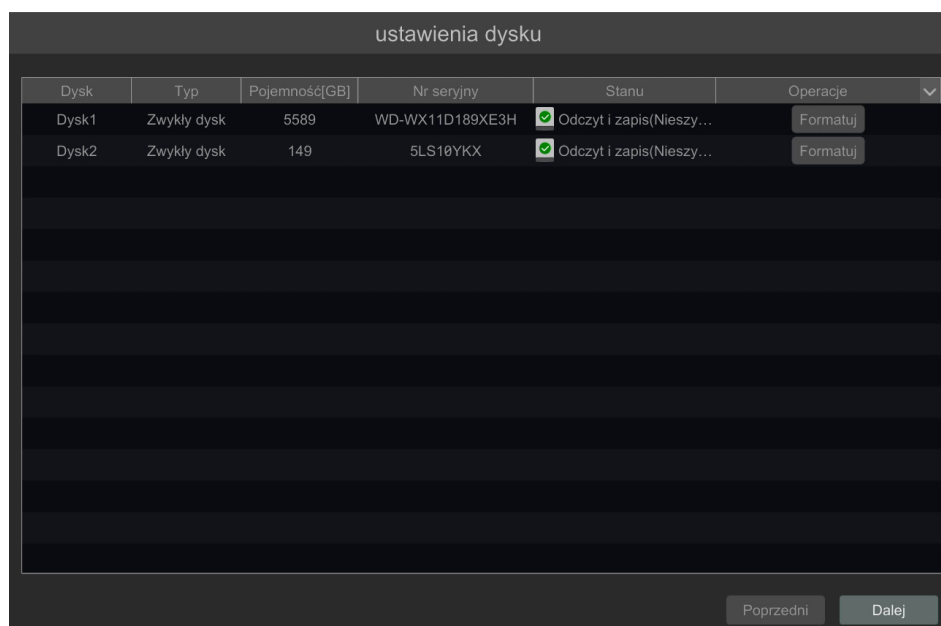 ustawienia dysku
Dysk Typ Pojemność[GB] Nr seryjny Stanu Operacje
Dysk1 Zwykły dysk 5589 WD-WX11D189XE3H Odczyt i zapis(Nieszy… Formatuj
Dysk2 Zwykły dysk 149 5LS10YKX Odczyt i zapis(Nieszy… Formatuj
Poprzedni Dalej